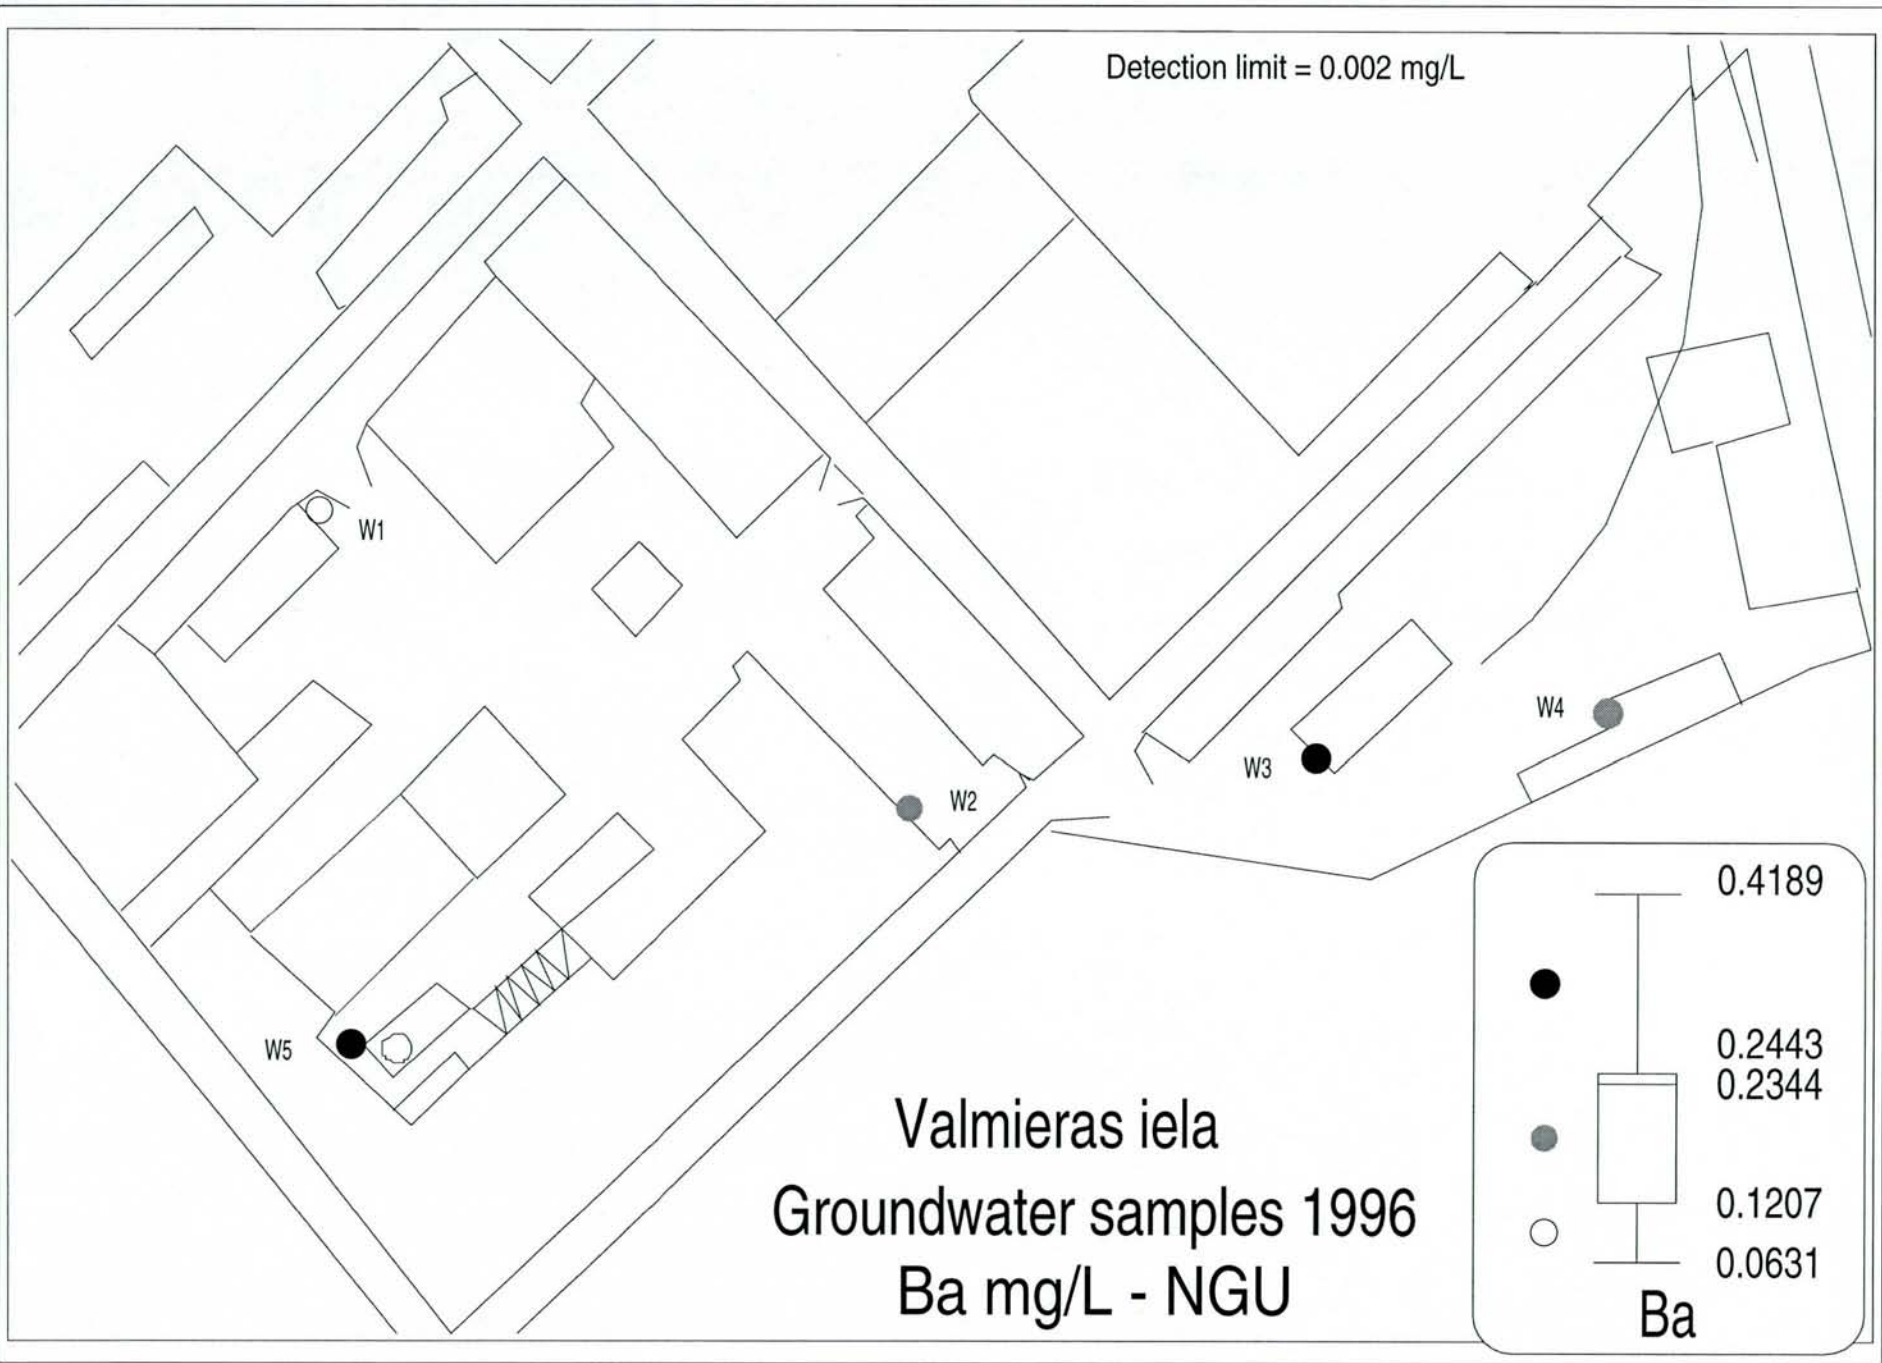 Detection limit = 0.002 mg/L
W1
W2
W3
W4
W5
0.4189
0.2443
0.2344
0.1207
0.0631
Ba
Valmieras iela
Groundwater samples 1996
Ba mg/L - NGU